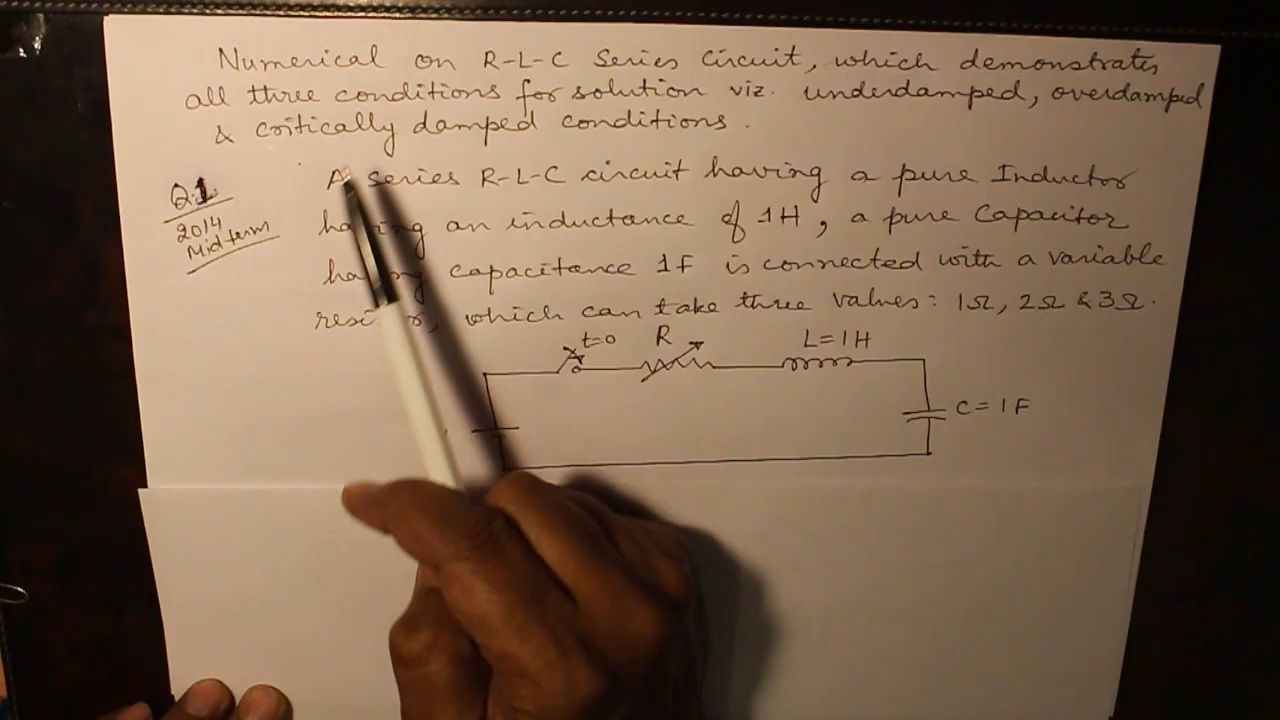 Numerical on R-L-C Series Circuit, which demonstrates
all three conditions for solution viz. underdamped, overdamped
& critically damped conditions.
Q.1
2014
Midterm
A series R-L-C circuit having a pure Inductor
having an inductance of 1H, a pure Capacitor
capacitance 1F is connected with a variable
which can take three values: 1Ω, 2Ω & 3Ω.
t=0 R L=1H
C=1F